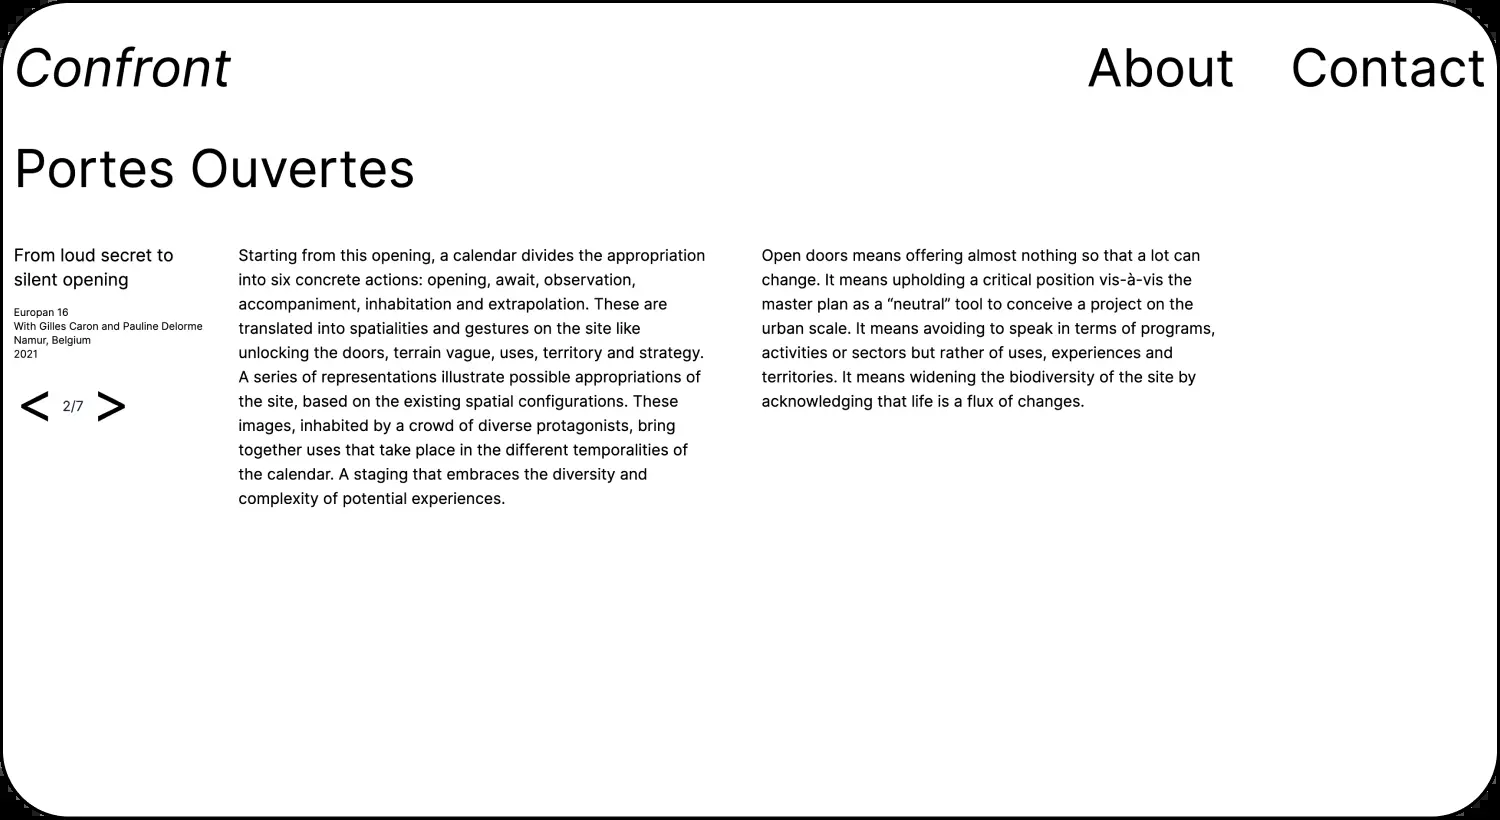 Confront
About
Contact
Portes Ouvertes
From loud secret to
silent opening
Europan 16
With Gilles Caron and Pauline Delorme
Namur, Belgium
2021
< 2/7 >
Starting from this opening, a calendar divides the appropriation
into six concrete actions: opening, await, observation,
accompaniment, inhabitation and extrapolation. These are
translated into spatialities and gestures on the site like
unlocking the doors, terrain vague, uses, territory and strategy.
A series of representations illustrate possible appropriations of
the site, based on the existing spatial configurations. These
images, inhabited by a crowd of diverse protagonists, bring
together uses that take place in the different temporalities of
the calendar. A staging that embraces the diversity and
complexity of potential experiences.
Open doors means offering almost nothing so that a lot can
change. It means upholding a critical position vis-à-vis the
master plan as a “neutral” tool to conceive a project on the
urban scale. It means avoiding to speak in terms of programs,
activities or sectors but rather of uses, experiences and
territories. It means widening the biodiversity of the site by
acknowledging that life is a flux of changes.